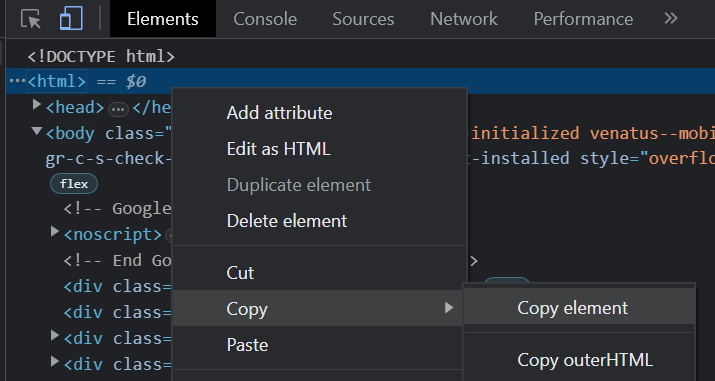 Elements Console Sources Network Performance »
<!DOCTYPE html>
···<html> == $0
<head> ··· </he
Add attribute
<body class=" -initialized venatus--mobi
Edit as HTML
gr-c-s-check- t-installed style="overflo
flex
Duplicate element
<!-- Google
Delete element
<noscript>
<!-- End Go >
Cut
<div class=
<div class=
Copy
Copy element
<div class=
Paste
<div class=
Copy outerHTML